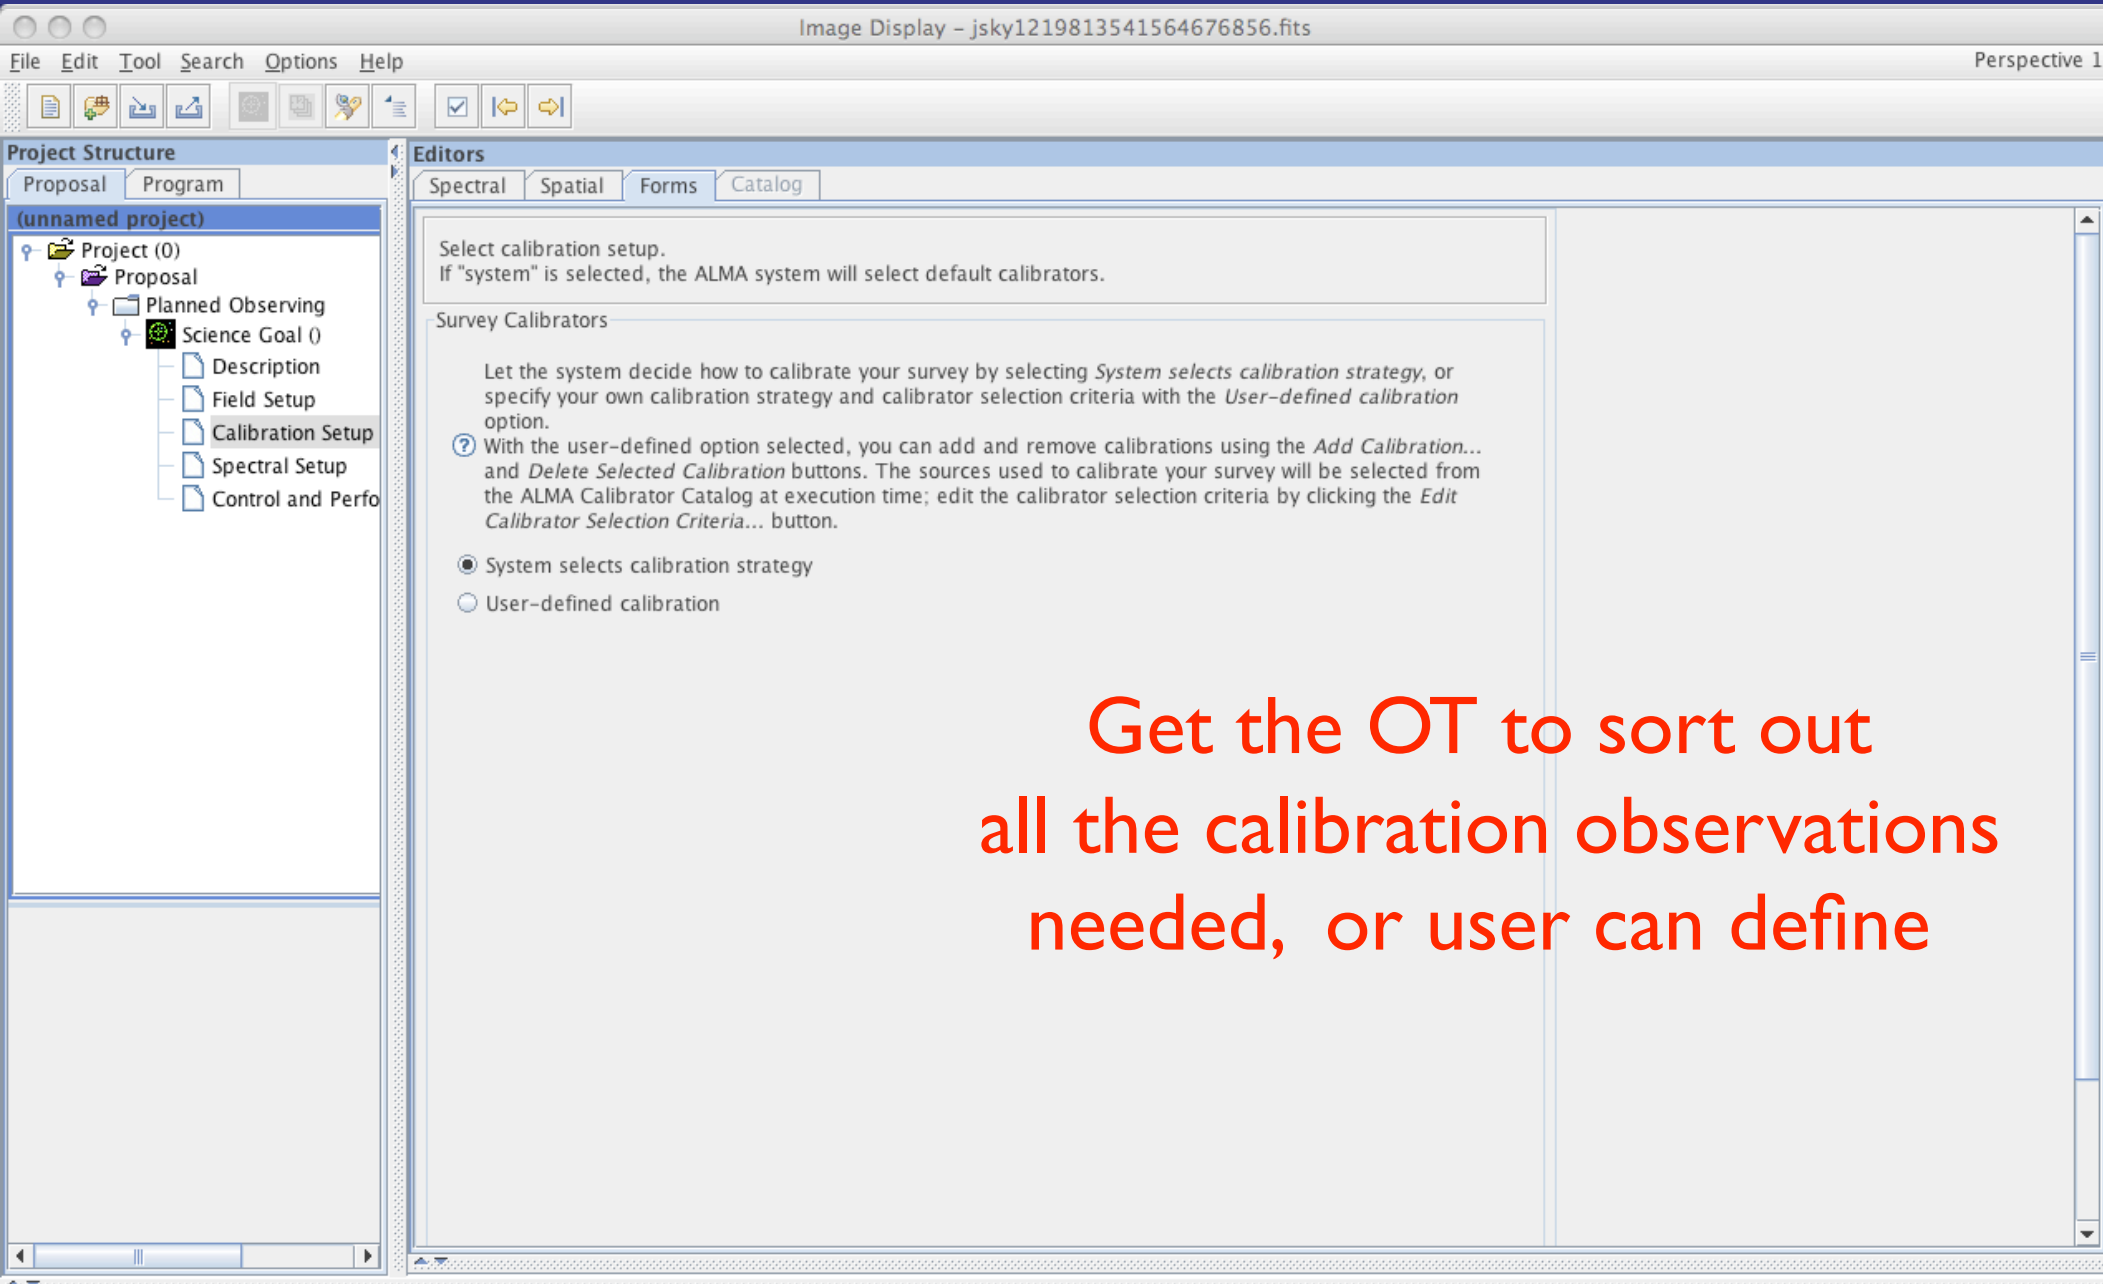 Image Display – jsky1219813541564676856.fits
File Edit Tool Search Options Help
Perspective 1
Project Structure
Proposal Program
(unnamed project)
Project (0)
Proposal
Planned Observing
Science Goal ()
Description
Field Setup
Calibration Setup
Spectral Setup
Control and Perfo
Editors
Spectral Spatial Forms Catalog
Select calibration setup.
If "system" is selected, the ALMA system will select default calibrators.
Survey Calibrators
Let the system decide how to calibrate your survey by selecting System selects calibration strategy, or
specify your own calibration strategy and calibrator selection criteria with the User-defined calibration
option.
? With the user-defined option selected, you can add and remove calibrations using the Add Calibration...
and Delete Selected Calibration buttons. The sources used to calibrate your survey will be selected from
the ALMA Calibrator Catalog at execution time; edit the calibrator selection criteria by clicking the Edit
Calibrator Selection Criteria... button.
System selects calibration strategy
User-defined calibration
Get the OT to sort out
all the calibration observations
needed, or user can define